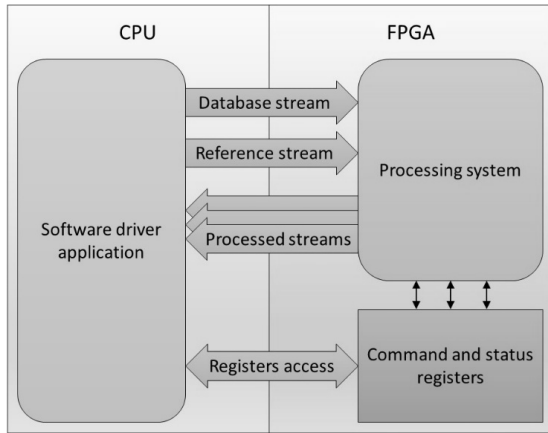 CPU
FPGA
Database stream
Reference stream
Processing system
Software driver
application
Processed streams
Registers access
Command and status
registers